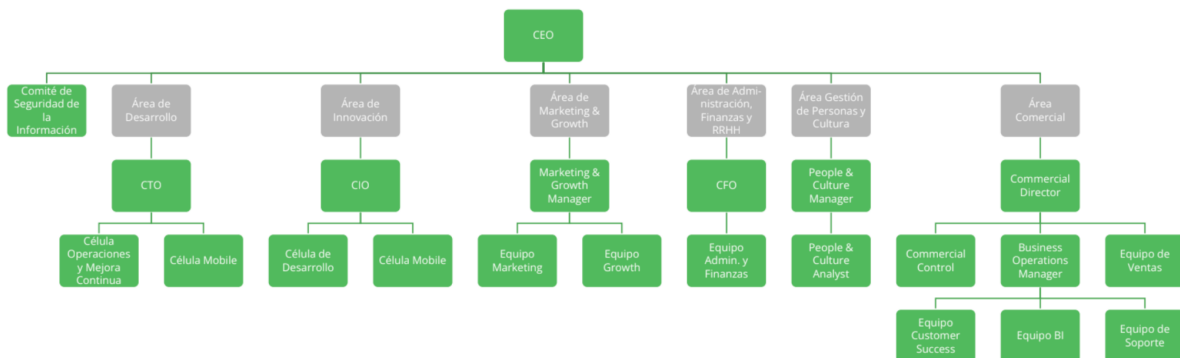 CEO
Comité de
Seguridad de
la
Información
Área de
Desarrollo
Área de
Innovación
Área de
Marketing &
Growth
Área de Admi-
nistración,
Finanzas y
RRHH
Área Gestión
de Personas y
Cultura
Área
Comercial
CTO
CIO
Marketing &
Growth
Manager
CFO
People &
Culture
Manager
Commercial
Director
Célula
Operaciones
y Mejora
Continua
Célula Mobile
Célula de
Desarrollo
Célula Mobile
Equipo
Marketing
Equipo
Growth
Equipo
Admin. y
Finanzas
People &
Culture
Analyst
Commercial
Control
Business
Operations
Manager
Equipo de
Ventas
Equipo
Customer
Success
Equipo BI
Equipo de
Soporte